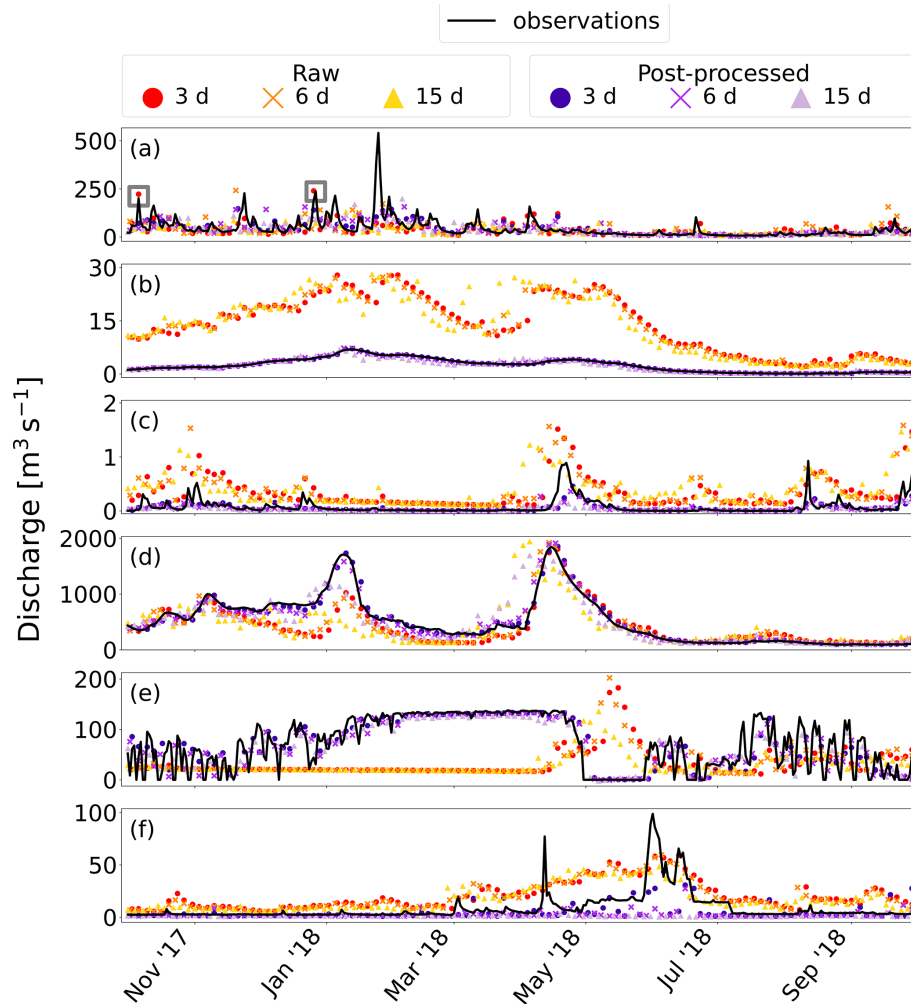 observations
Raw
3 d 6 d 15 d
Post-processed
3 d 6 d 15 d
Discharge [m³ s⁻¹]
(a)
500
250
0
(b)
30
15
0
(c)
2
1
0
(d)
2000
1000
0
(e)
200
100
0
(f)
100
50
0
Nov '17 Jan '18 Mar '18 May '18 Jul '18 Sep '18